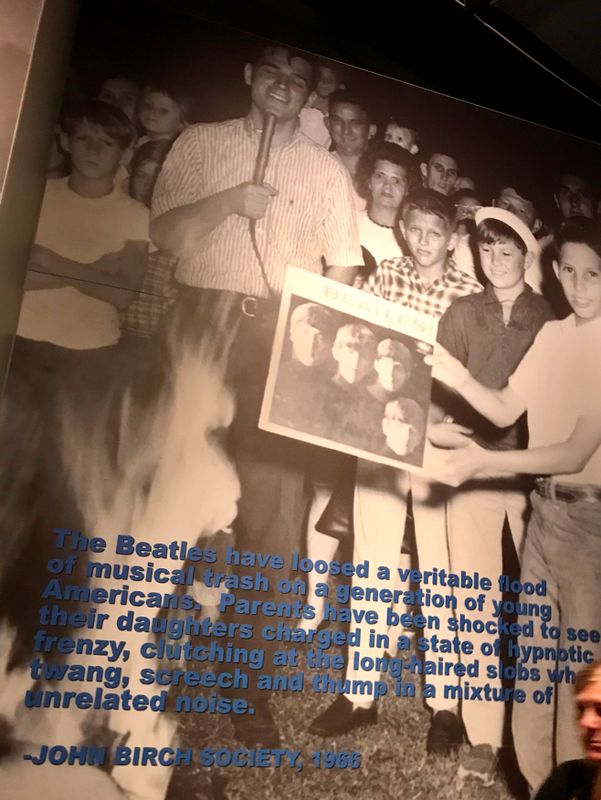 BEATLES!
The Beatles have loosed a veritable flood
of musical trash on a generation of young
Americans. Parents have been shocked to see
their daughters charged in a state of hypnotic
frenzy, clutching at the long-haired slobs wh
twang, screech and thump in a mixture of
unrelated noise.
-JOHN BIRCH SOCIETY, 1966